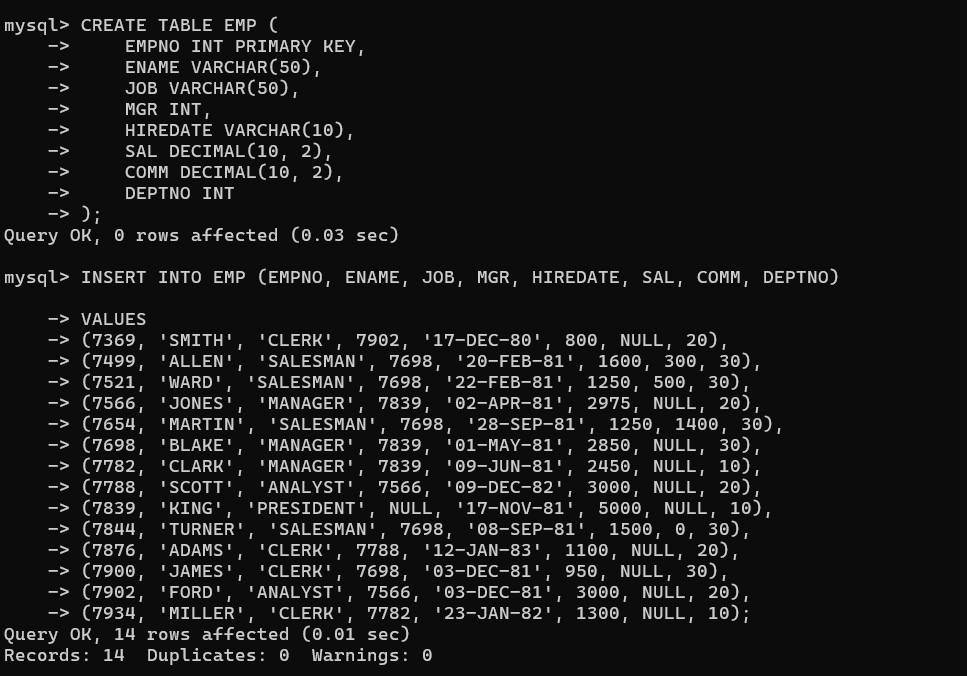 mysql> CREATE TABLE EMP (
    ->     EMPNO INT PRIMARY KEY,
    ->     ENAME VARCHAR(50),
    ->     JOB VARCHAR(50),
    ->     MGR INT,
    ->     HIREDATE VARCHAR(10),
    ->     SAL DECIMAL(10, 2),
    ->     COMM DECIMAL(10, 2),
    ->     DEPTNO INT
    -> );
Query OK, 0 rows affected (0.03 sec)

mysql> INSERT INTO EMP (EMPNO, ENAME, JOB, MGR, HIREDATE, SAL, COMM, DEPTNO)

    -> VALUES
    -> (7369, 'SMITH', 'CLERK', 7902, '17-DEC-80', 800, NULL, 20),
    -> (7499, 'ALLEN', 'SALESMAN', 7698, '20-FEB-81', 1600, 300, 30),
    -> (7521, 'WARD', 'SALESMAN', 7698, '22-FEB-81', 1250, 500, 30),
    -> (7566, 'JONES', 'MANAGER', 7839, '02-APR-81', 2975, NULL, 20),
    -> (7654, 'MARTIN', 'SALESMAN', 7698, '28-SEP-81', 1250, 1400, 30),
    -> (7698, 'BLAKE', 'MANAGER', 7839, '01-MAY-81', 2850, NULL, 30),
    -> (7782, 'CLARK', 'MANAGER', 7839, '09-JUN-81', 2450, NULL, 10),
    -> (7788, 'SCOTT', 'ANALYST', 7566, '09-DEC-82', 3000, NULL, 20),
    -> (7839, 'KING', 'PRESIDENT', NULL, '17-NOV-81', 5000, NULL, 10),
    -> (7844, 'TURNER', 'SALESMAN', 7698, '08-SEP-81', 1500, 0, 30),
    -> (7876, 'ADAMS', 'CLERK', 7788, '12-JAN-83', 1100, NULL, 20),
    -> (7900, 'JAMES', 'CLERK', 7698, '03-DEC-81', 950, NULL, 30),
    -> (7902, 'FORD', 'ANALYST', 7566, '03-DEC-81', 3000, NULL, 20),
    -> (7934, 'MILLER', 'CLERK', 7782, '23-JAN-82', 1300, NULL, 10);
Query OK, 14 rows affected (0.01 sec)
Records: 14  Duplicates: 0  Warnings: 0